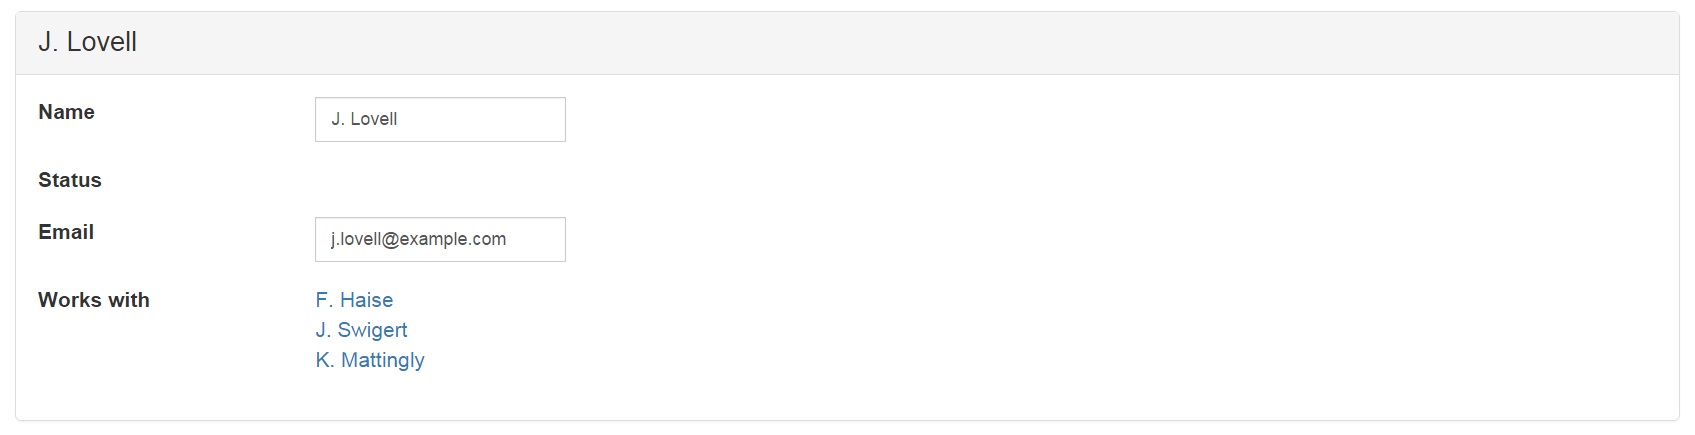 J. Lovell
Name J. Lovell
Status
Email j.lovell@example.com
Works with F. Haise
J. Swigert
K. Mattingly